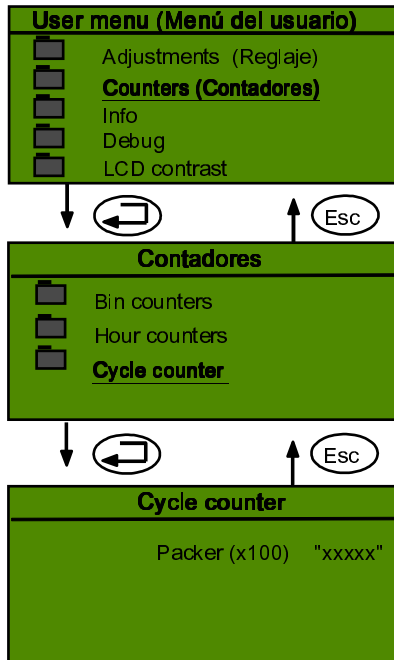 User menu (Menú del usuario)
Adjustments (Reglaje)
Counters (Contadores)
Info
Debug
LCD contrast
Esc
Contadores
Bin counters
Hour counters
Cycle counter
Esc
Cycle counter
Packer (x100) "xxxxx"